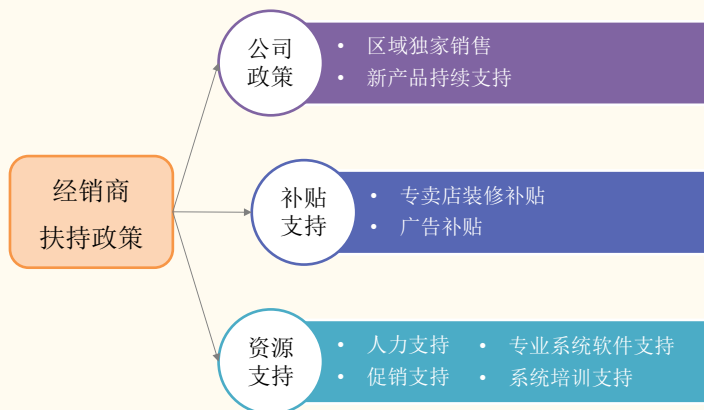 公司
政策
• 区域独家销售
• 新产品持续支持
经销商
扶持政策
补贴
支持
• 专卖店装修补贴
• 广告补贴
资源
支持
• 人力支持 • 专业系统软件支持
• 促销支持 • 系统培训支持